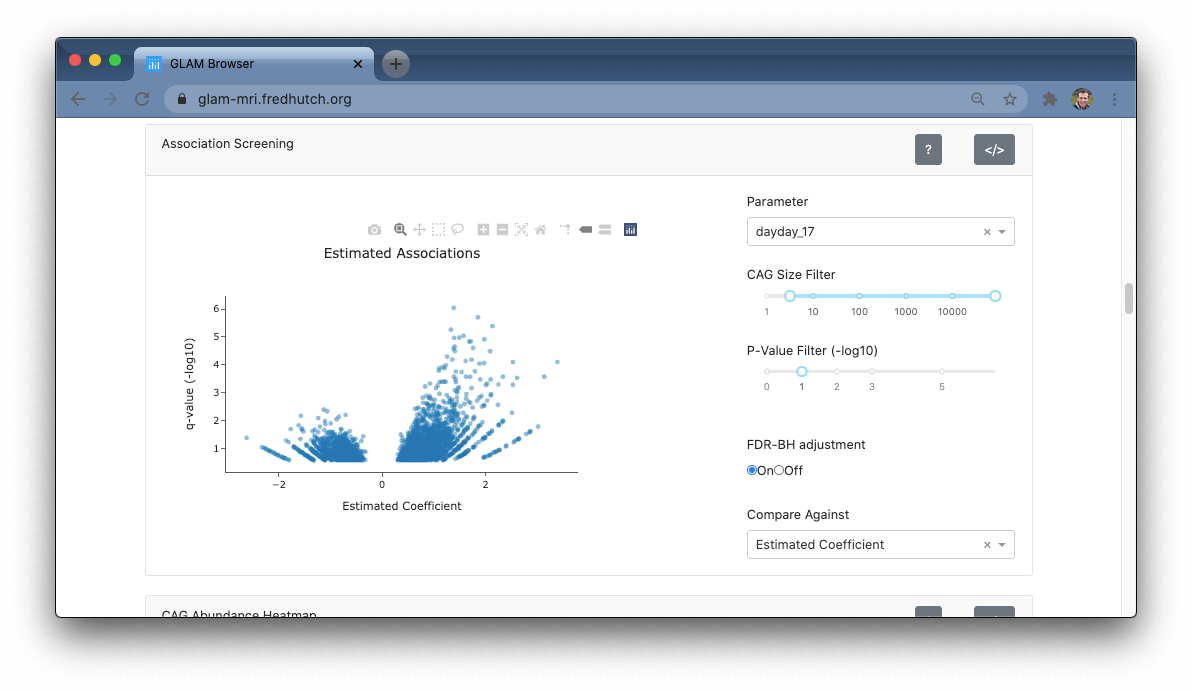 GLAM Browser
glam-mri.fredhutch.org
Association Screening
?
</>
Estimated Associations
6
5
4
3
2
1
q-value (-log10)
−2
0
2
Estimated Coefficient
Parameter
dayday_17
CAG Size Filter
1 10 100 1000 10000
P-Value Filter (-log10)
0 1 2 3 5
FDR-BH adjustment
On Off
Compare Against
Estimated Coefficient
CAG Abundance Heatmap